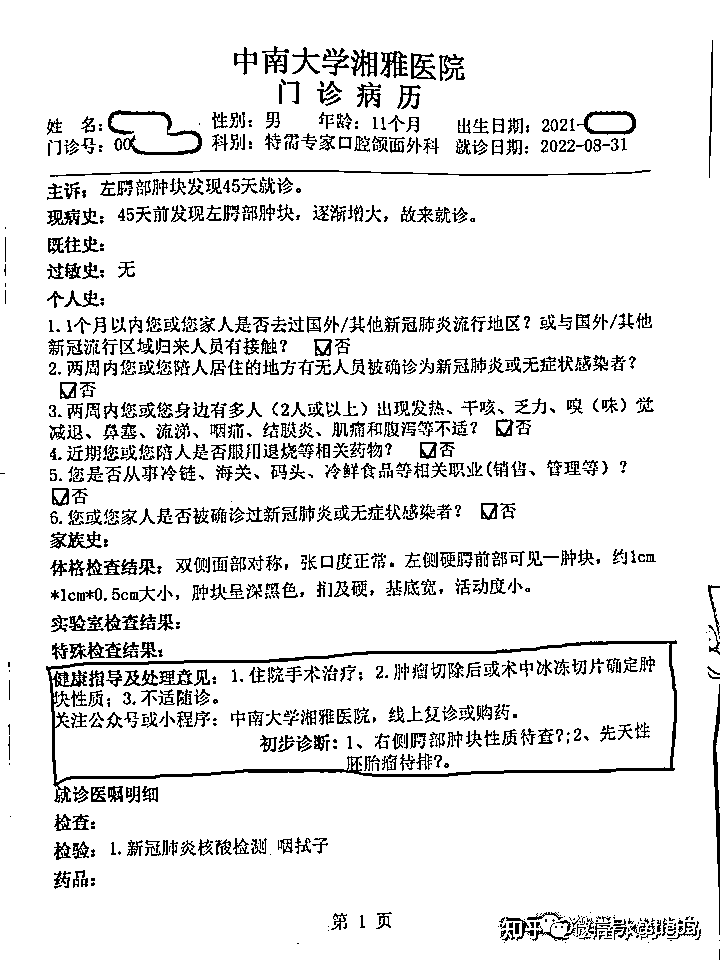 中南大学湘雅医院
门诊病历
姓 名: 性别: 男 年龄: 11个月 出生日期: 2021-
门诊号: 00 科别: 特需专家口腔颌面外科 就诊日期: 2022-08-31
主诉: 左腭部肿块发现45天就诊。
现病史: 45天前发现左腭部肿块, 逐渐增大, 故来就诊。
既往史:
过敏史: 无
个人史:
1.1个月以内您或您家人是否去过国外/其他新冠肺炎流行地区? 或与国外/其他
新冠流行区域归来人员有接触? ☑否
2.两周内您或您陪人居住的地方有无人员被确诊为新冠肺炎或无症状感染者?
☑否
3.两周内您或您身边有多人（2人或以上）出现发热、干咳、乏力、嗅（味）觉
减退、鼻塞、流涕、咽痛、结膜炎、肌痛和腹泻等不适? ☑否
4.近期您或您陪人是否服用退烧等相关药物? ☑否
5.您是否从事冷链、海关、码头、冷鲜食品等相关职业(销售、管理等）?
☑否
6.您或您家人是否被确诊过新冠肺炎或无症状感染者? ☑否
家族史:
体格检查结果: 双侧面部对称, 张口度正常。左侧硬腭前部可见一肿块, 约1cm
*1cm*0.5cm大小, 肿块呈深黑色, 扪及硬, 基底宽, 活动度小。
实验室检查结果:
特殊检查结果:
健康指导及处理意见: 1.住院手术治疗; 2.肿瘤切除后或术中冰冻切片确定肿
块性质; 3.不适随诊。
关注公众号或小程序: 中南大学湘雅医院, 线上复诊或购药。
初步诊断: 1、右侧腭部肿块性质待查?;2、先天性
胚胎瘤待排?。
就诊医嘱明细
检查:
检验: 1.新冠肺炎核酸检测 咽拭子
药品:
第 1 页
知乎